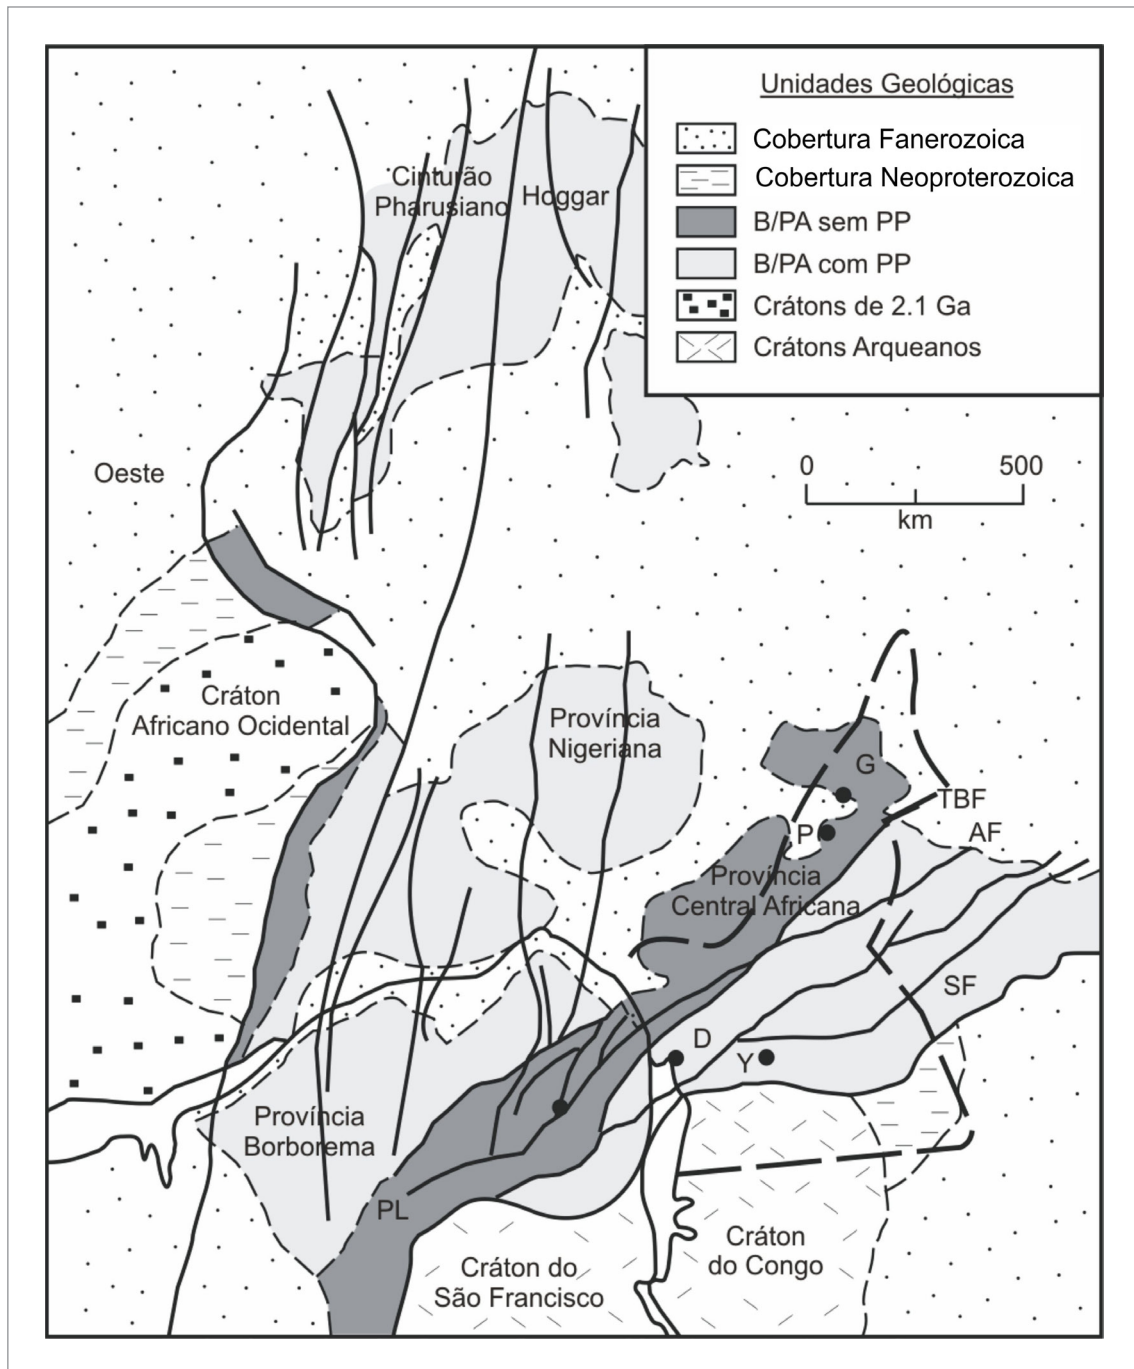 Unidades Geológicas
Cobertura Fanerozoica
Cobertura Neoproterozoica
B/PA sem PP
B/PA com PP
Crátons de 2.1 Ga
Crátons Arqueanos
Cinturão
Pharusiano
Hoggar
Oeste
0 500
km
Cráton
Africano Ocidental
Província
Nigeriana
G
TBF
P
AF
Província
Central Africana
SF
D
Y
Província
Borborema
PL
Cráton
do Congo
Cráton do
São Francisco